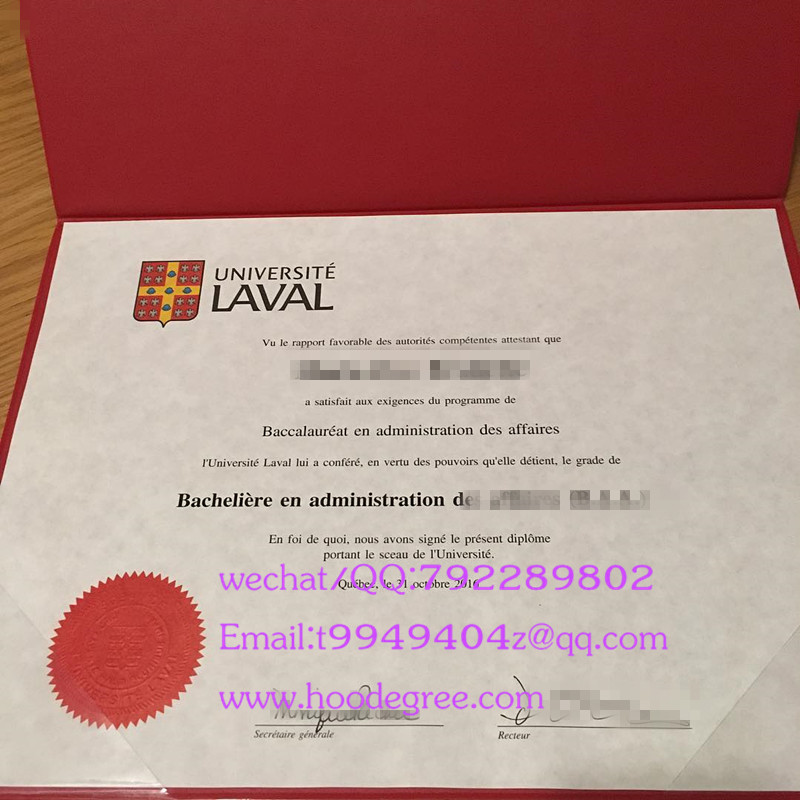 UNIVERSITÉ
LAVAL
Vu le rapport favorable des autorités compétentes attestant que
a satisfait aux exigences du programme de
Baccalauréat en administration des affaires
l'Université Laval lui a conféré, en vertu des pouvoirs qu'elle détient, le grade de
Bachelière en administration des affaires
En foi de quoi, nous avons signé le présent diplôme
portant le sceau de l'Université.
wechat/QQ:792289802
Québec, le 31 octobre 2016
Email:t9949404z@qq.com
www.hoodegree.com
Secrétaire générale
Recteur